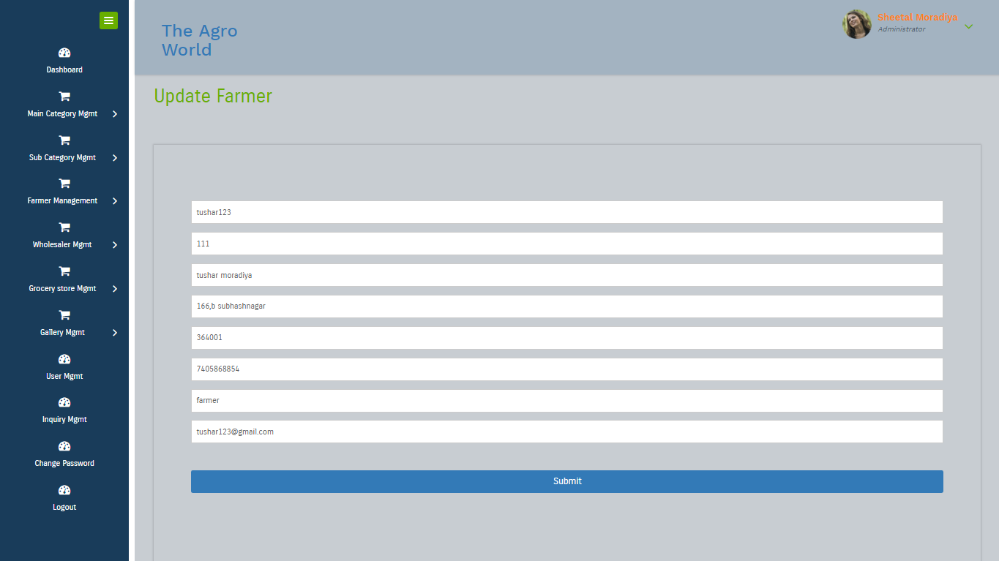 Dashboard
Main Category Mgmt
Sub Category Mgmt
Farmer Management
Wholesaler Mgmt
Grocery store Mgmt
Gallery Mgmt
User Mgmt
Inquiry Mgmt
Change Password
Logout
The Agro
World
Sheetal Moradiya
Administrator
Update Farmer
tushar123
111
tushar moradiya
166,b subhashnagar
364001
7405868854
farmer
tushar123@gmail.com
Submit